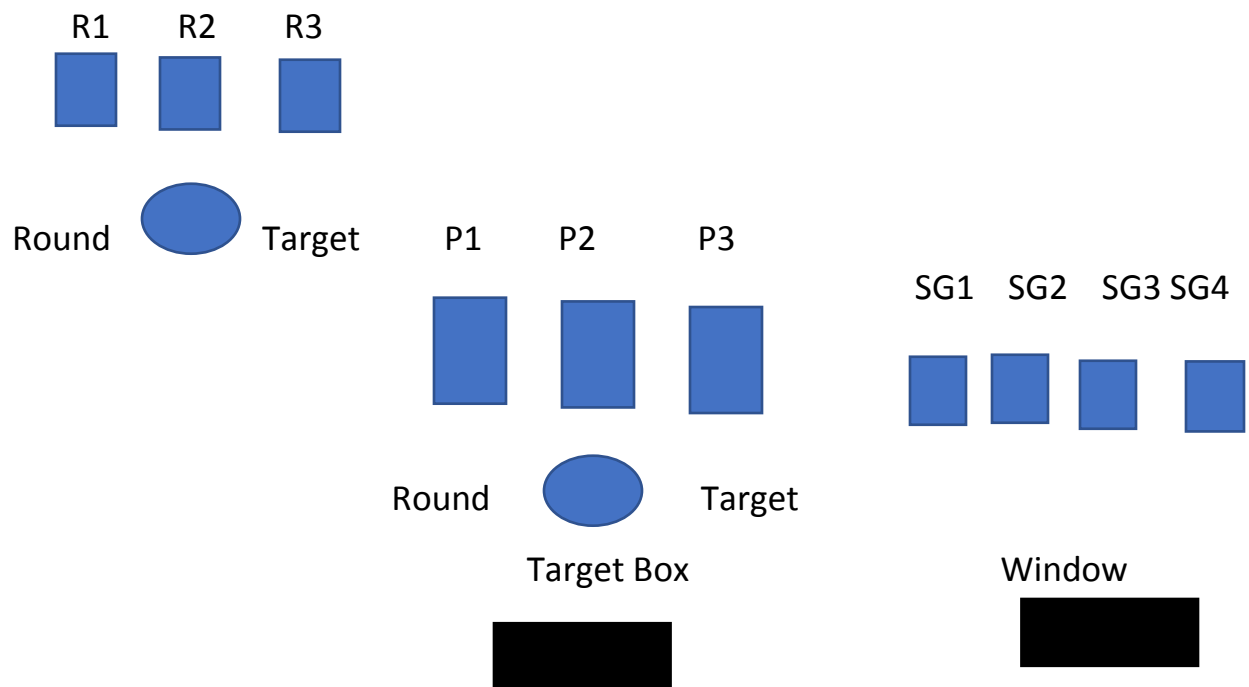 R1 R2 R3
Round Target
P1 P2 P3
SG1 SG2 SG3 SG4
Round Target
Target Box
Window